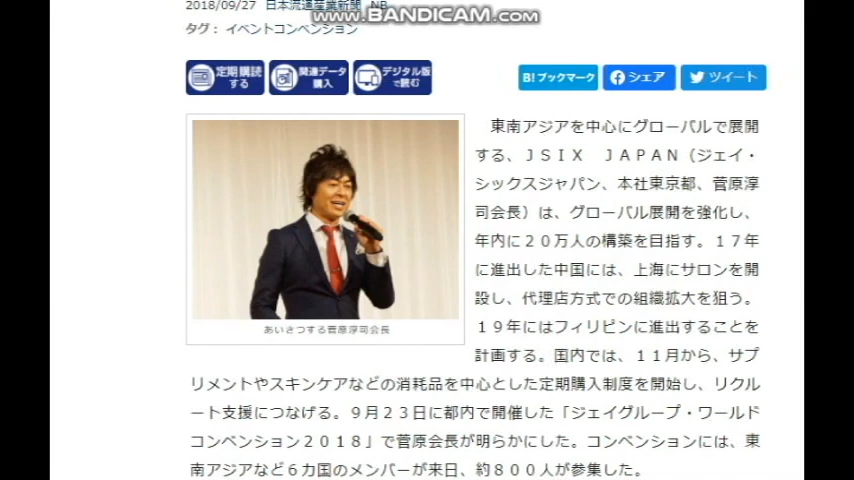 2018/09/27 日本流通産業新聞 NB
www.BANDICAM.com
タグ： イベントコンベンション
定期購読
する
関連データ
購入
デジタル版
で読む
B! ブックマーク
シェア
ツイート
東南アジアを中心にグローバルで展開
する、ＪＳＩＸ　ＪＡＰＡＮ（ジェイ・
シックスジャパン、本社東京都、菅原淳
司会長）は、グローバル展開を強化し、
年内に２０万人の構築を目指す。１７年
に進出した中国には、上海にサロンを開
設し、代理店方式での組織拡大を狙う。
１９年にはフィリピンに進出することを
計画する。国内では、１１月から、サプ
リメントやスキンケアなどの消耗品を中心とした定期購入制度を開始し、リクル
ート支援につなげる。９月２３日に都内で開催した「ジェイグループ・ワールド
コンベンション２０１８」で菅原会長が明らかにした。コンベンションには、東
南アジアなど６カ国のメンバーが来日、約８００人が参集した。
あいさつする菅原淳司会長